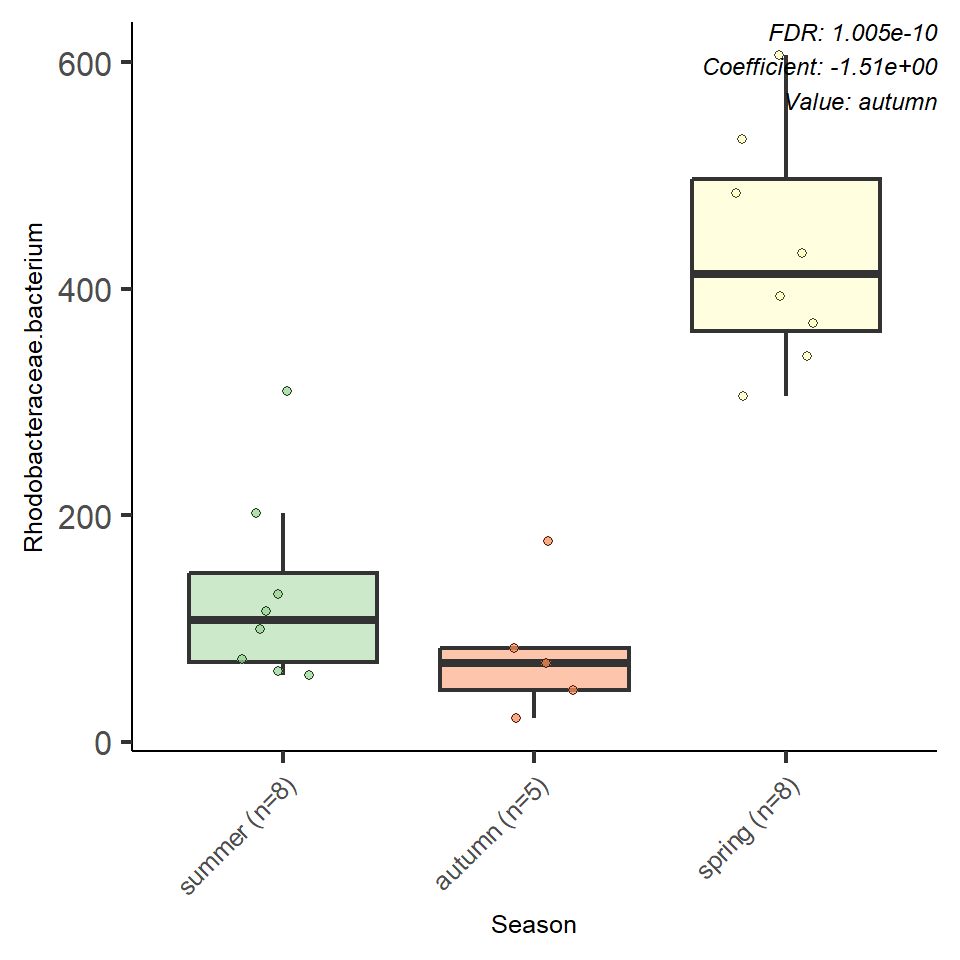 FDR: 1.005e-10
Coefficient: -1.51e+00
Value: autumn
Rhodobacteraceae.bacterium
600
400
200
0
summer (n=8)
autumn (n=5)
spring (n=8)
Season